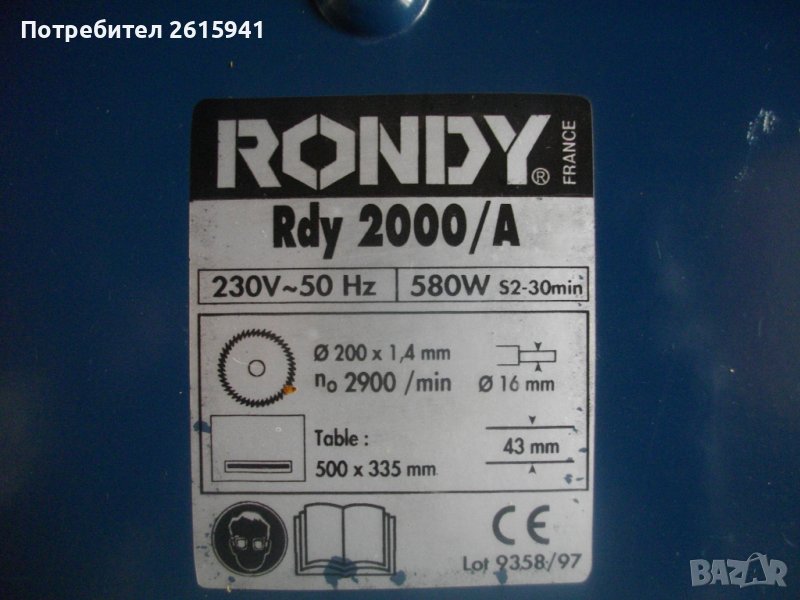 Потребител 2615941
RONDY® FRANCE
Rdy 2000/A
230V~50 Hz 580W S2-30min
Ø 200 x 1,4 mm
n₀ 2900 /min Ø 16 mm
Table : 43 mm
500 x 335 mm
CE
Lot 9358/97
BAZAR